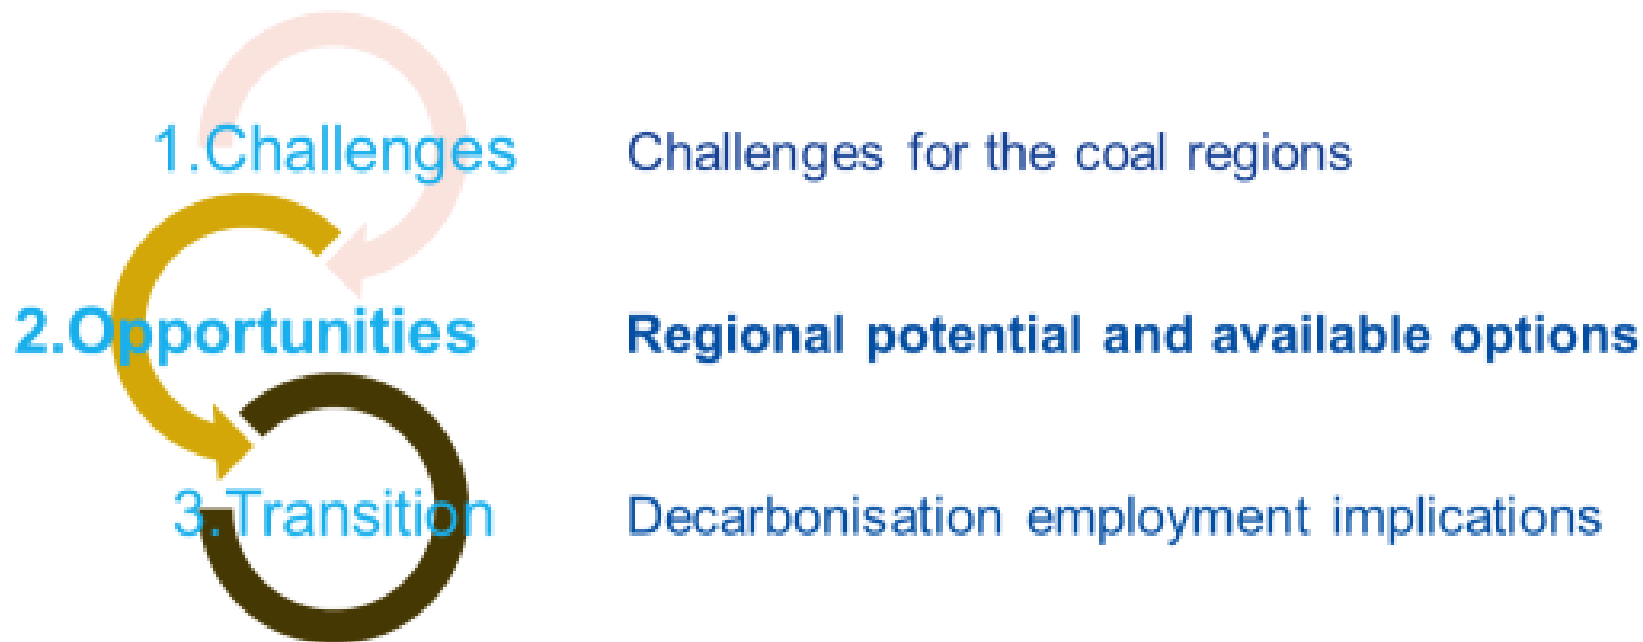 1.Challenges Challenges for the coal regions
2.Opportunities Regional potential and available options
3.Transition Decarbonisation employment implications